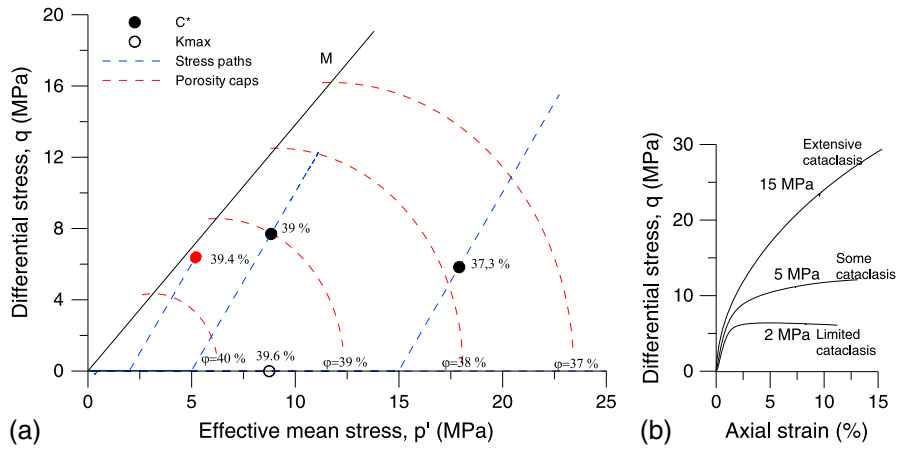 20
16
12
8
4
0
Differential stress, q (MPa)
C*
Kmax
Stress paths
Porosity caps
M
39.4 %
39 %
37,3 %
φ=40 %
39.6 %
φ=39%
φ=38 %
φ=37 %
0
5
10
15
20
25
Effective mean stress, p' (MPa)
(a)
30
20
10
0
Differential stress, q (MPa)
Extensive
cataclasis
15 MPa
Some
cataclasis
5 MPa
2 MPa
Limited
cataclasis
0
5
10
15
Axial strain (%)
(b)